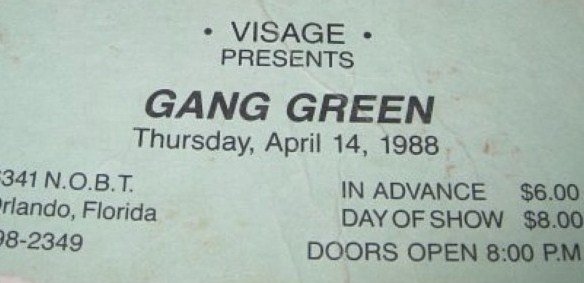 • VISAGE •
PRESENTS
GANG GREEN
Thursday, April 14, 1988
341 N.O.B.T.
rlando, Florida
98-2349
IN ADVANCE $6.00
DAY OF SHOW $8.00
DOORS OPEN 8:00 P.M